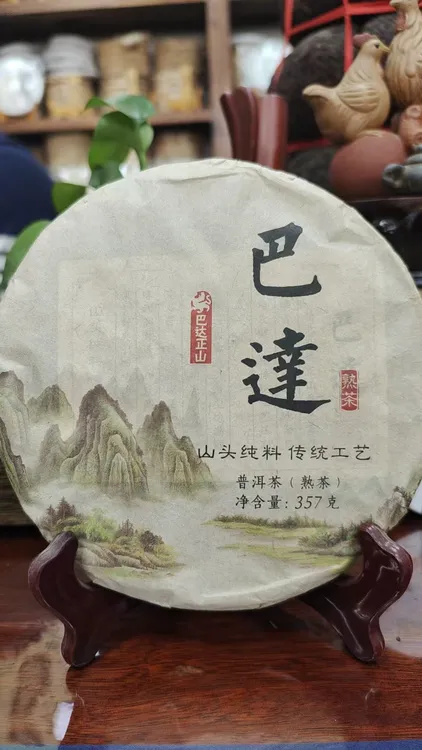 巴達
巴达正山
熟茶
山头纯料 传统工艺
普洱茶（熟茶）
净含量：357克